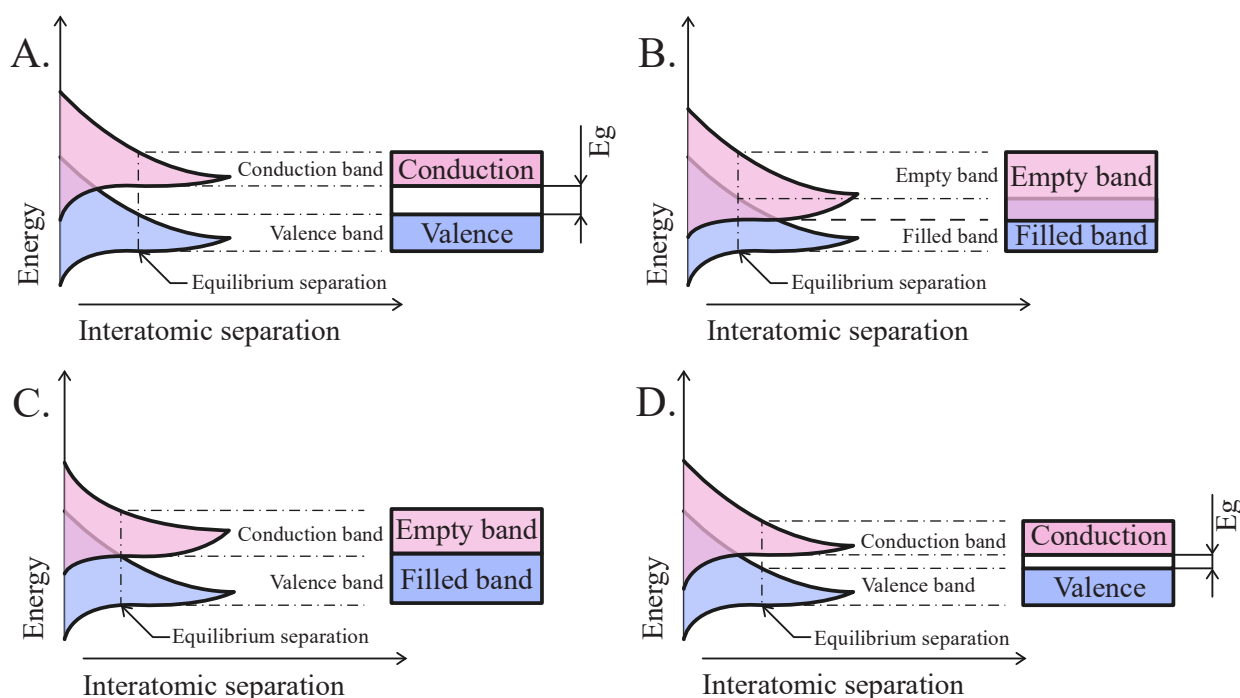 A.
Energy
Conduction band
Valence band
Equilibrium separation
Interatomic separation
Conduction
Valence
Eg
B.
Energy
Empty band
Filled band
Equilibrium separation
Interatomic separation
Empty band
Filled band
C.
Energy
Conduction band
Valence band
Equilibrium separation
Interatomic separation
Empty band
Filled band
D.
Energy
Conduction band
Valence band
Equilibrium separation
Interatomic separation
Conduction
Valence
Eg